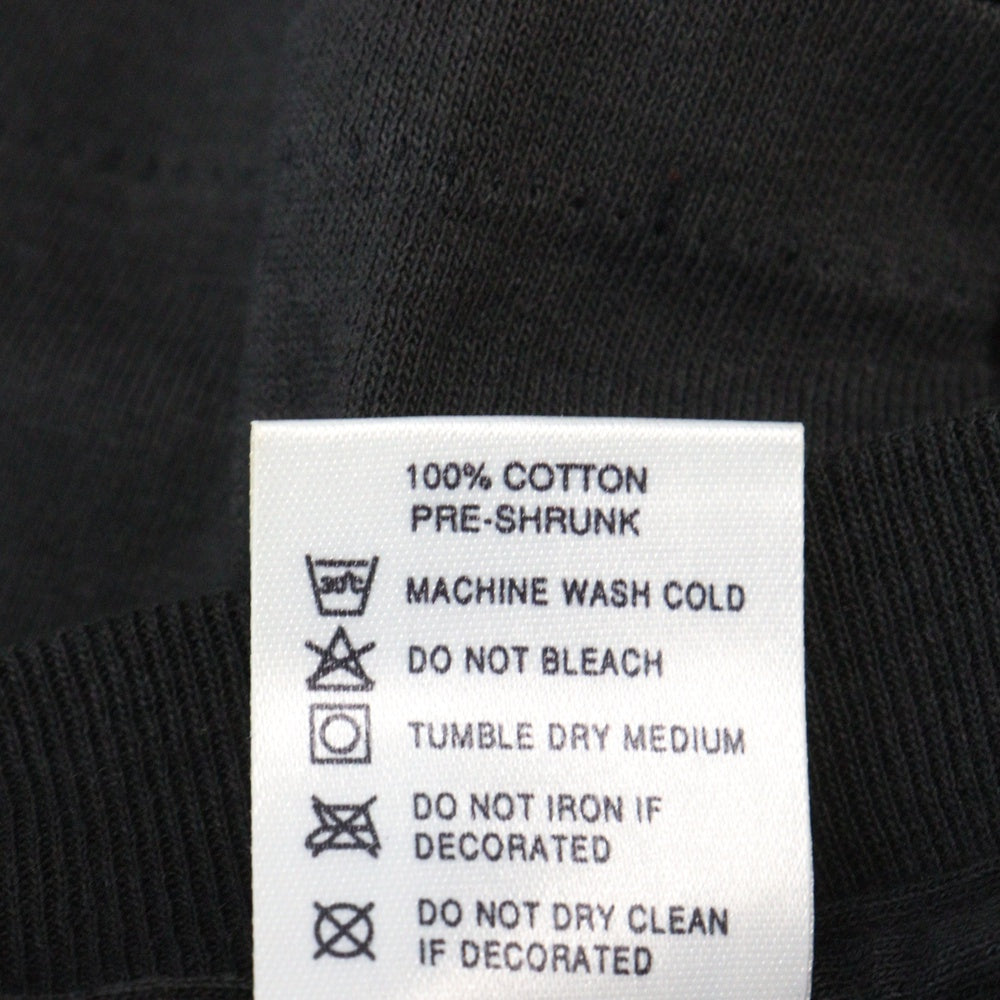 100% COTTON
PRE-SHRUNK
30°C MACHINE WASH COLD
DO NOT BLEACH
TUMBLE DRY MEDIUM
DO NOT IRON IF
DECORATED
DO NOT DRY CLEAN
IF DECORATED